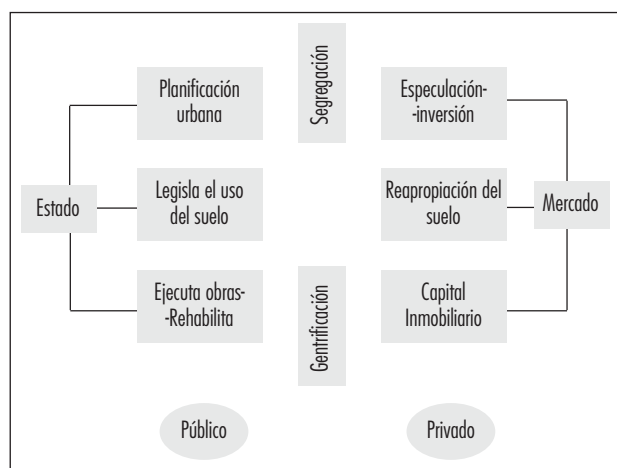 Planificación
urbana
Segregación
Especulación-
-inversión
Estado
Legisla el uso
del suelo
Reapropiación del
suelo
Mercado
Ejecuta obras-
-Rehabilita
Gentrificación
Capital
Inmobiliario
Público
Privado